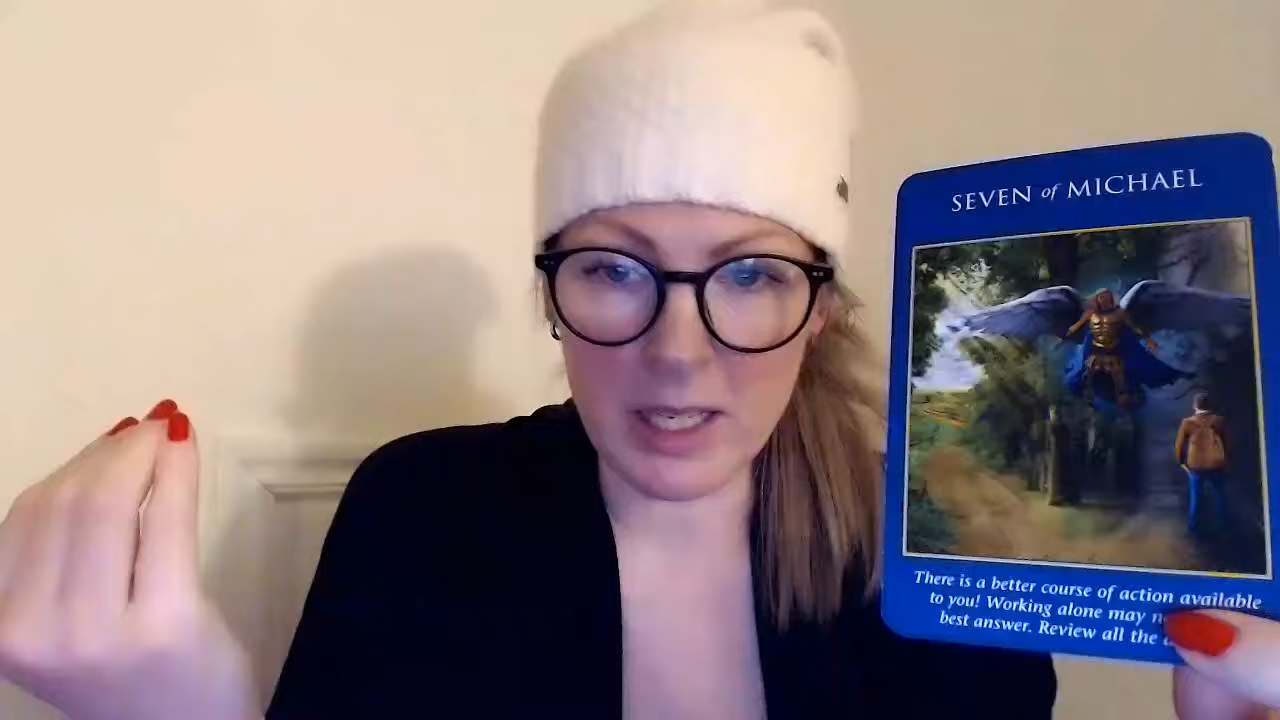 SEVEN of MICHAEL
There is a better course of action available
to you! Working alone may
best answer. Review all the